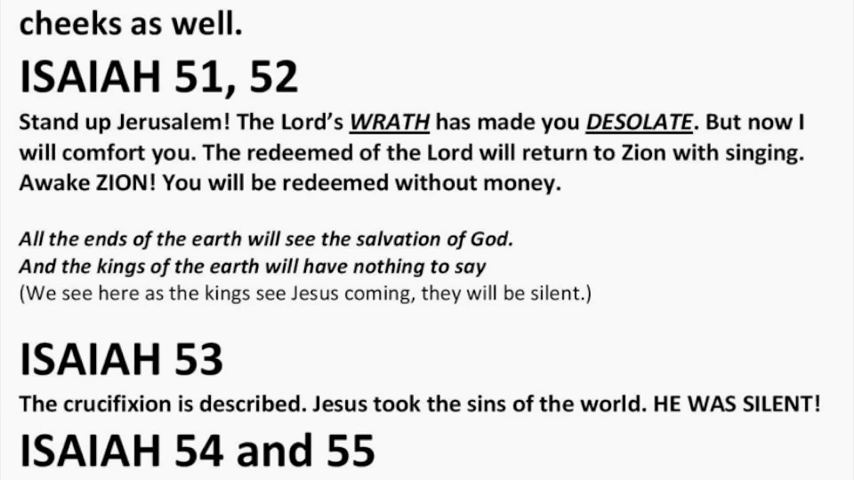 cheeks as well.
ISAIAH 51, 52
Stand up Jerusalem! The Lord’s WRATH has made you DESOLATE. But now I
will comfort you. The redeemed of the Lord will return to Zion with singing.
Awake ZION! You will be redeemed without money.
All the ends of the earth will see the salvation of God.
And the kings of the earth will have nothing to say
(We see here as the kings see Jesus coming, they will be silent.)
ISAIAH 53
The crucifixion is described. Jesus took the sins of the world. HE WAS SILENT!
ISAIAH 54 and 55